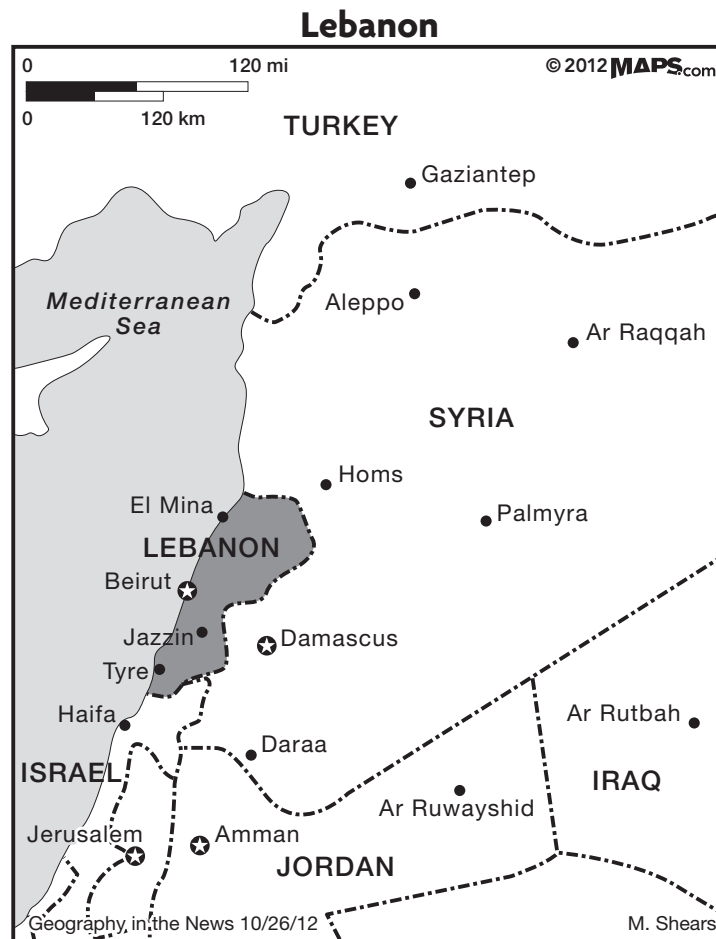 Lebanon
0 120 mi
© 2012 MAPS.com
0 120 km
TURKEY
Gaziantep
Mediterranean
Sea
Aleppo
Ar Raqqah
SYRIA
Homs
El Mina
Palmyra
LEBANON
Beirut
Jazzin
Damascus
Tyre
Haifa
Ar Rutbah
Daraa
ISRAEL
IRAQ
Ar Ruwayshid
Jerusalem
Amman
JORDAN
Geography in the News 10/26/12
M. Shears